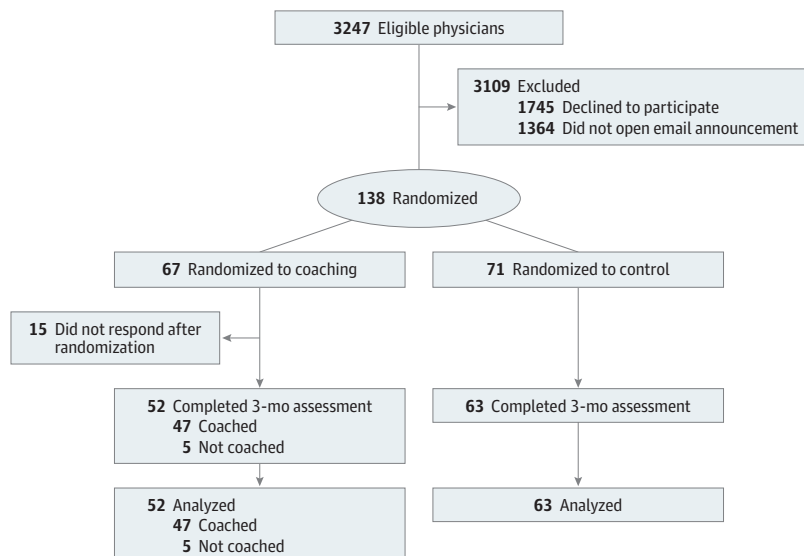 3247 Eligible physicians
3109 Excluded
1745 Declined to participate
1364 Did not open email announcement
138 Randomized
67 Randomized to coaching
71 Randomized to control
15 Did not respond after
randomization
52 Completed 3-mo assessment
47 Coached
5 Not coached
63 Completed 3-mo assessment
52 Analyzed
47 Coached
5 Not coached
63 Analyzed